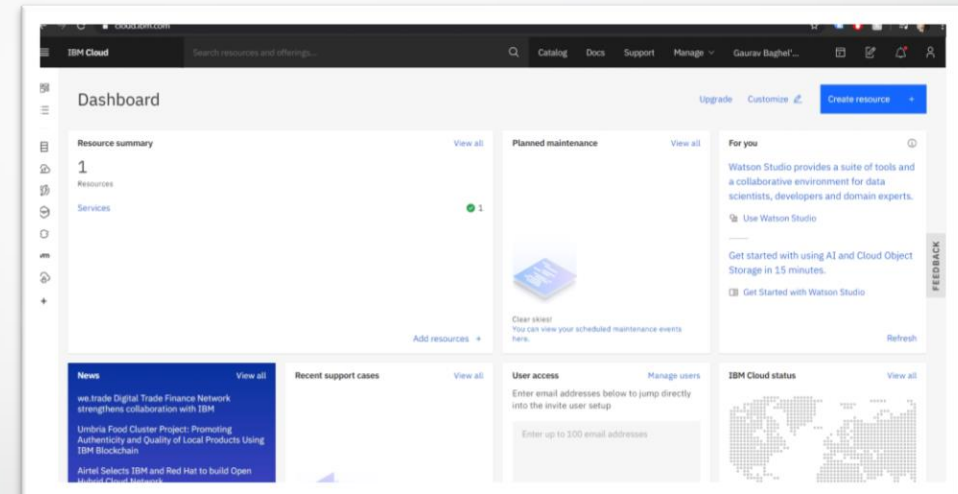 cloud.ibm.com
IBM Cloud
Search resources and offerings...
Catalog
Docs
Support
Manage
Gaurav Baghel'...
Dashboard
Upgrade
Customize
Create resource
Resource summary
View all
1
Resources
Services
1
Add resources
Planned maintenance
View all
Clear skies!
You can view your scheduled maintenance events
here.
For you
Watson Studio provides a suite of tools and
a collaborative environment for data
scientists, developers and domain experts.
Use Watson Studio
Get started with using AI and Cloud Object
Storage in 15 minutes.
Get Started with Watson Studio
Refresh
FEEDBACK
News
View all
we.trade Digital Trade Finance Network
strengthens collaboration with IBM
Umbria Food Cluster Project: Promoting
Authenticity and Quality of Local Products Using
IBM Blockchain
Airtel Selects IBM and Red Hat to build Open
Hybrid Cloud Network
Recent support cases
View all
User access
Manage users
Enter email addresses below to jump directly
into the invite user setup
Enter up to 100 email addresses
IBM Cloud status
View all